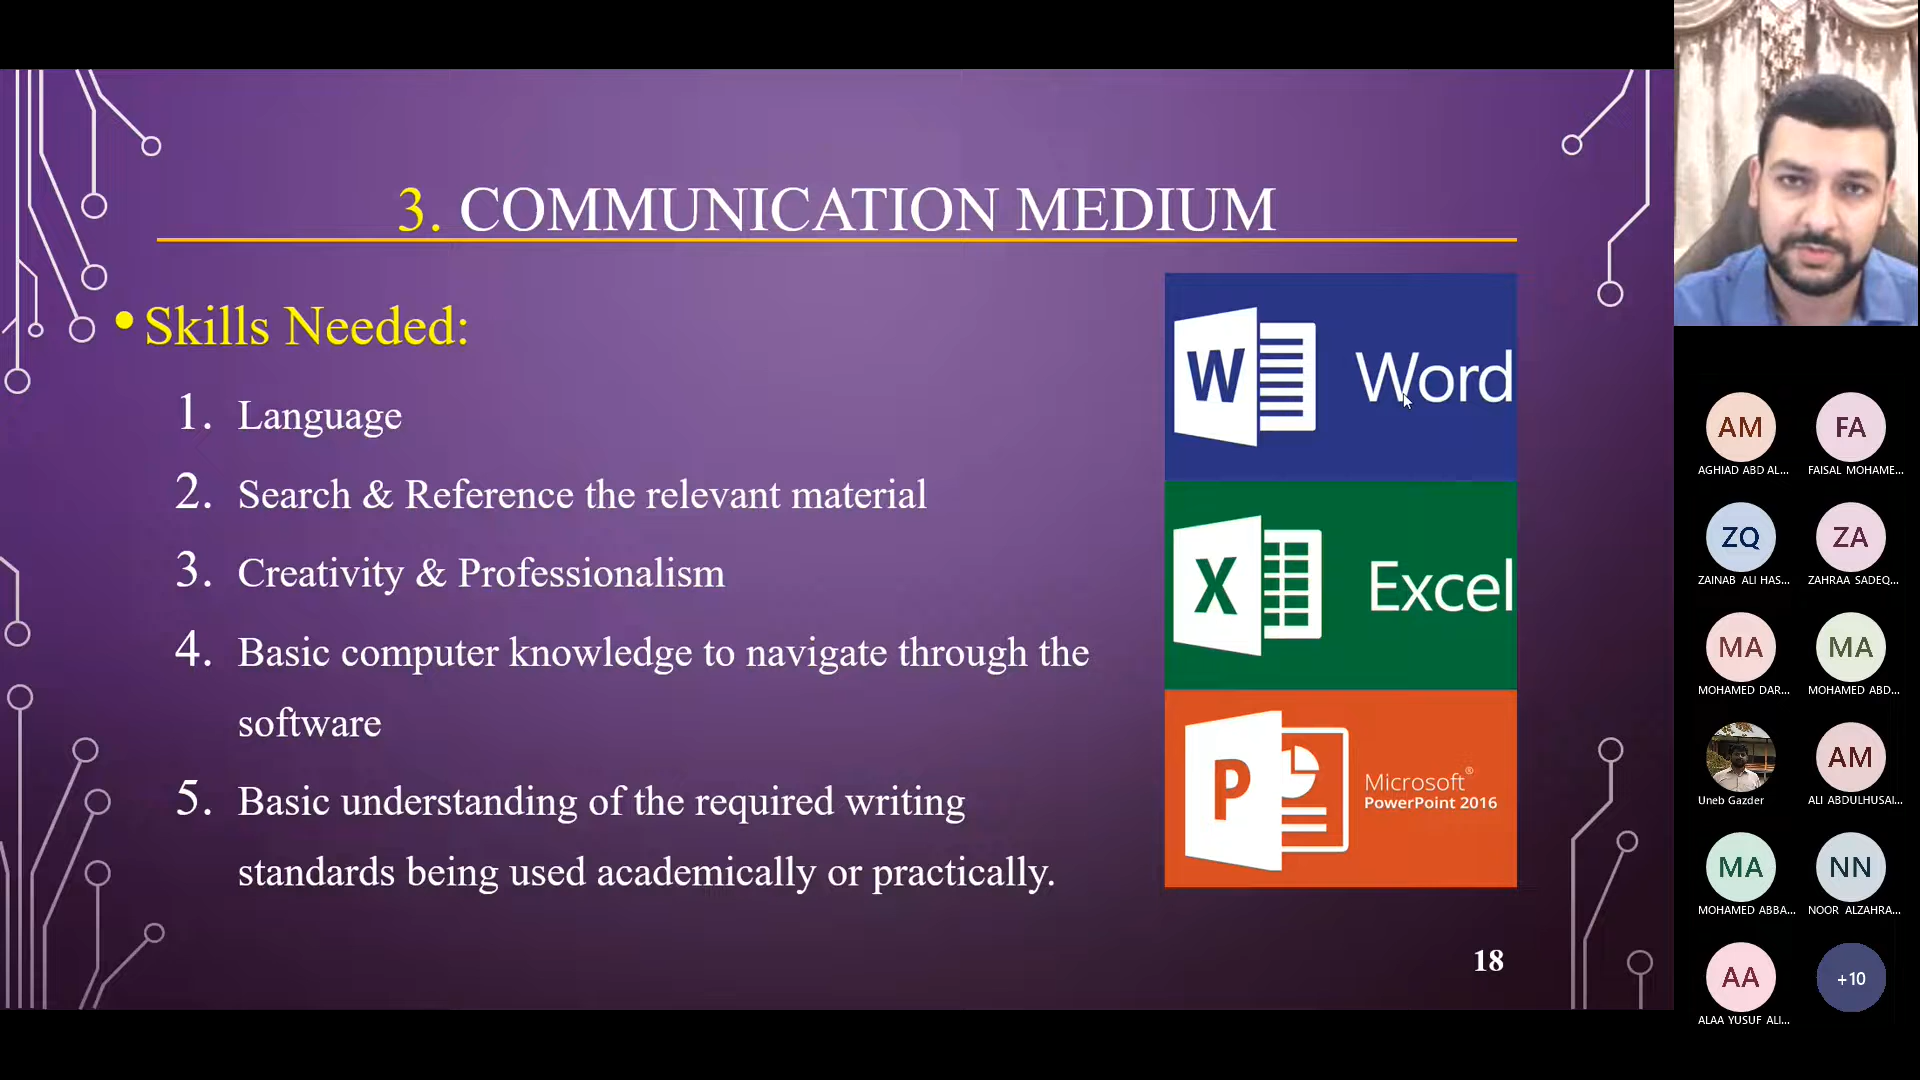 3. COMMUNICATION MEDIUM
• Skills Needed:
1. Language
2. Search & Reference the relevant material
3. Creativity & Professionalism
4. Basic computer knowledge to navigate through the
software
5. Basic understanding of the required writing
standards being used academically or practically.
W Word
X Excel
P Microsoft®
PowerPoint 2016
18
AM FA
AGHIAD ABD AL... FAISAL MOHAME...
ZQ ZA
ZAINAB ALI HAS... ZAHRAA SADEQ...
MA MA
MOHAMED DAR... MOHAMED ABD...
AM
Uneb Gazder ALI ABDULHUSAI...
MA NN
MOHAMED ABBA... NOOR ALZAHRA...
AA +10
ALAA YUSUF ALI...